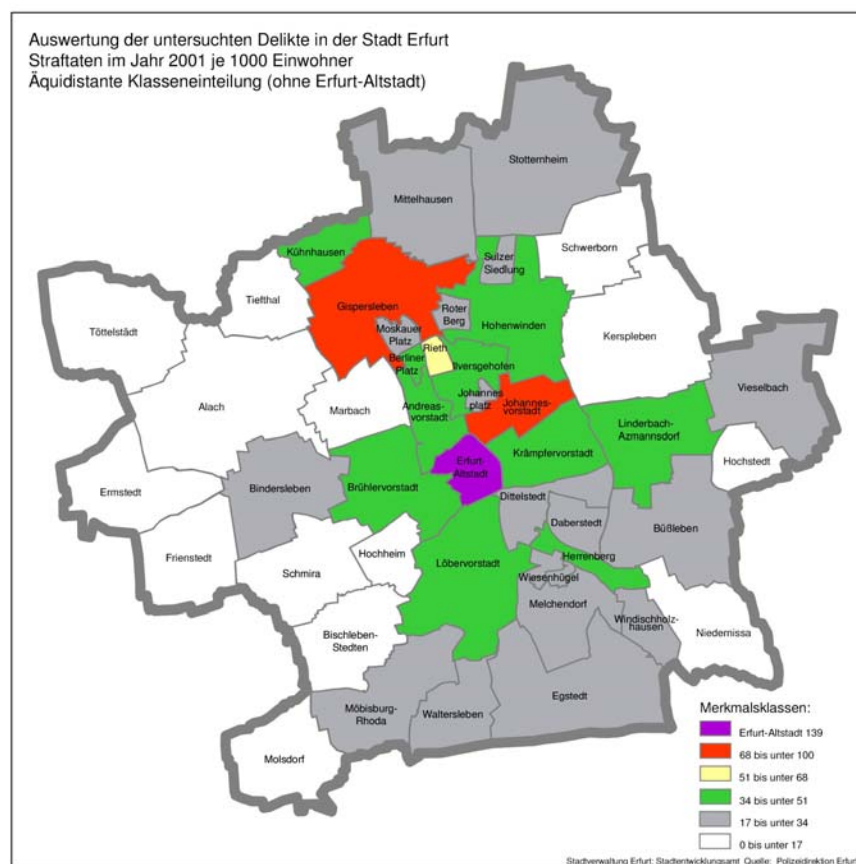 Auswertung der untersuchten Delikte in der Stadt Erfurt
Straftaten im Jahr 2001 je 1000 Einwohner
Äquidistante Klasseneinteilung (ohne Erfurt-Altstadt)
Stotternheim
Mittelhausen
Kühnhausen
Sulzer
Siedlung
Schwerborn
Tiefthal
Gispersleben
Roter
Berg
Töttelstädt
Moskauer
Platz
Hohenwinden
Kerspleben
Rieth
Berliner
Platz
Ilversgehofen
Vieselbach
Alach
Marbach
Andreas-
vorstadt
Johannes
platz
Johannes-
vorstadt
Linderbach-
Azmannsdorf
Krämpfervorstadt
Hochstedt
Erfurt-
Altstadt
Ermstedt
Bindersleben
Brühlervorstadt
Dittelstedt
Daberstedt
Büßleben
Frienstedt
Hochheim
Herrenberg
Schmira
Löbervorstadt
Wiesenhügel
Melchendorf
Windischholz-
hausen
Niedernissa
Bischleben-
Stedten
Egstedt
Möbisburg-
Rhoda
Waltersleben
Molsdorf
Merkmalsklassen:
Erfurt-Altstadt 139
68 bis unter 100
51 bis unter 68
34 bis unter 51
17 bis unter 34
0 bis unter 17
Stadtverwaltung Erfurt; Stadtentwicklungsamt Quelle: Polizeidirektion Erfurt